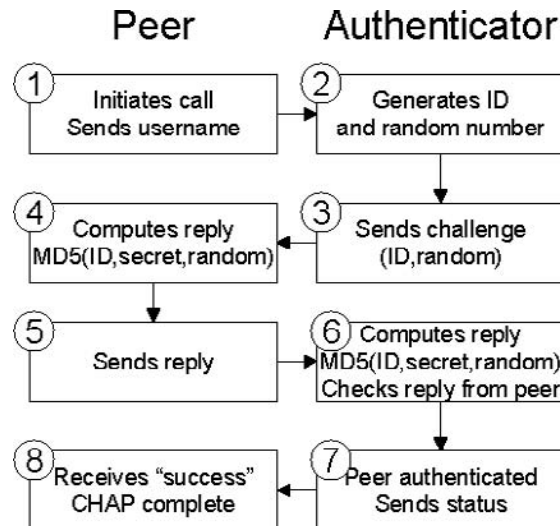 Peer
Authenticator
1
Initiates call
Sends username
2
Generates ID
and random number
3
Sends challenge
(ID,random)
4
Computes reply
MD5(ID,secret,random)
5
Sends reply
6
Computes reply
MD5(ID,secret,random)
Checks reply from peer
7
Peer authenticated
Sends status
8
Receives “success”
CHAP complete